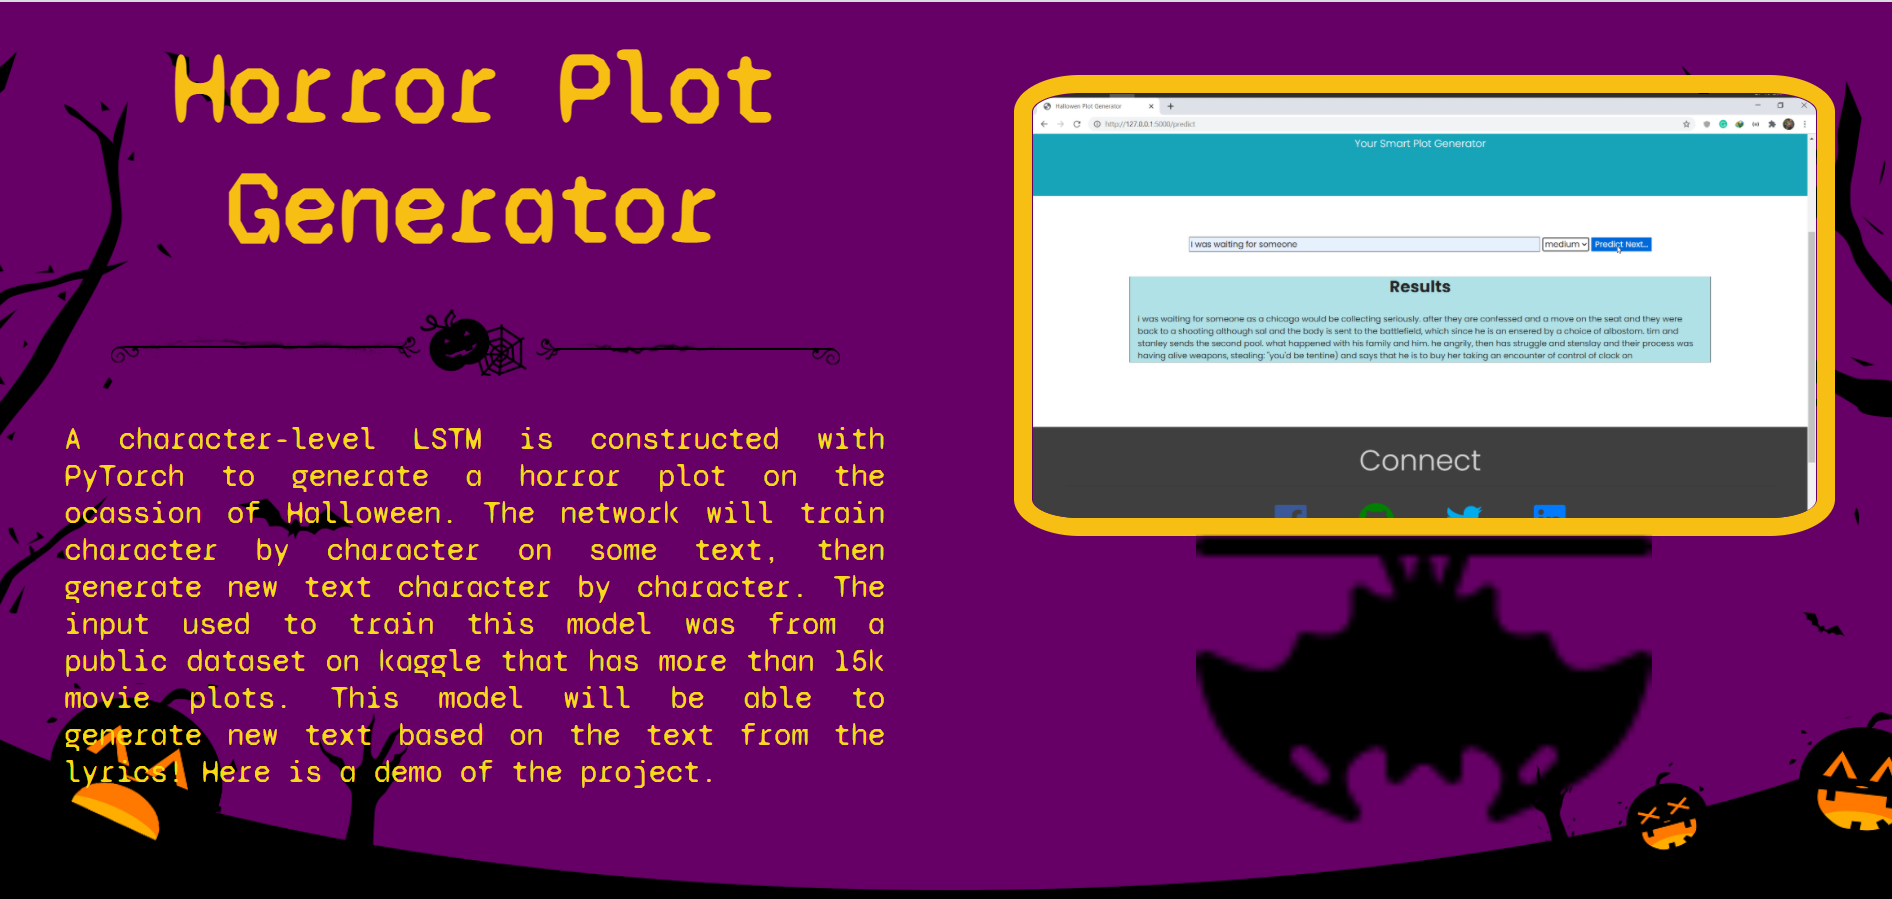 Horror Plot
Generator
A character-level LSTM is constructed with
PyTorch to generate a horror plot on the
ocassion of Halloween. The network will train
character by character on some text, then
generate new text character by character. The
input used to train this model was from a
public dataset on kaggle that has more than 15k
movie plots. This model will be able to
generate new text based on the text from the
lyrics! Here is a demo of the project.
Hallowen Plot Generator
http://127.0.0.1:5000/predict
Your Smart Plot Generator
i was waiting for someone
medium
Predict Next...
Results
i was waiting for someone as a chicago would be collecting seriously. after they are confessed and a move on the seat and they were
back to a shooting although sal and the body is sent to the battlefield, which since he is an ensered by a choice of albostom. tim and
stanley sends the second pool. what happened with his family and him. he angrily, then has struggle and stenslay and their process was
having alive weapons, stealing: "you'd be tentine) and says that he is to buy her taking an encounter of control of clock on
Connect